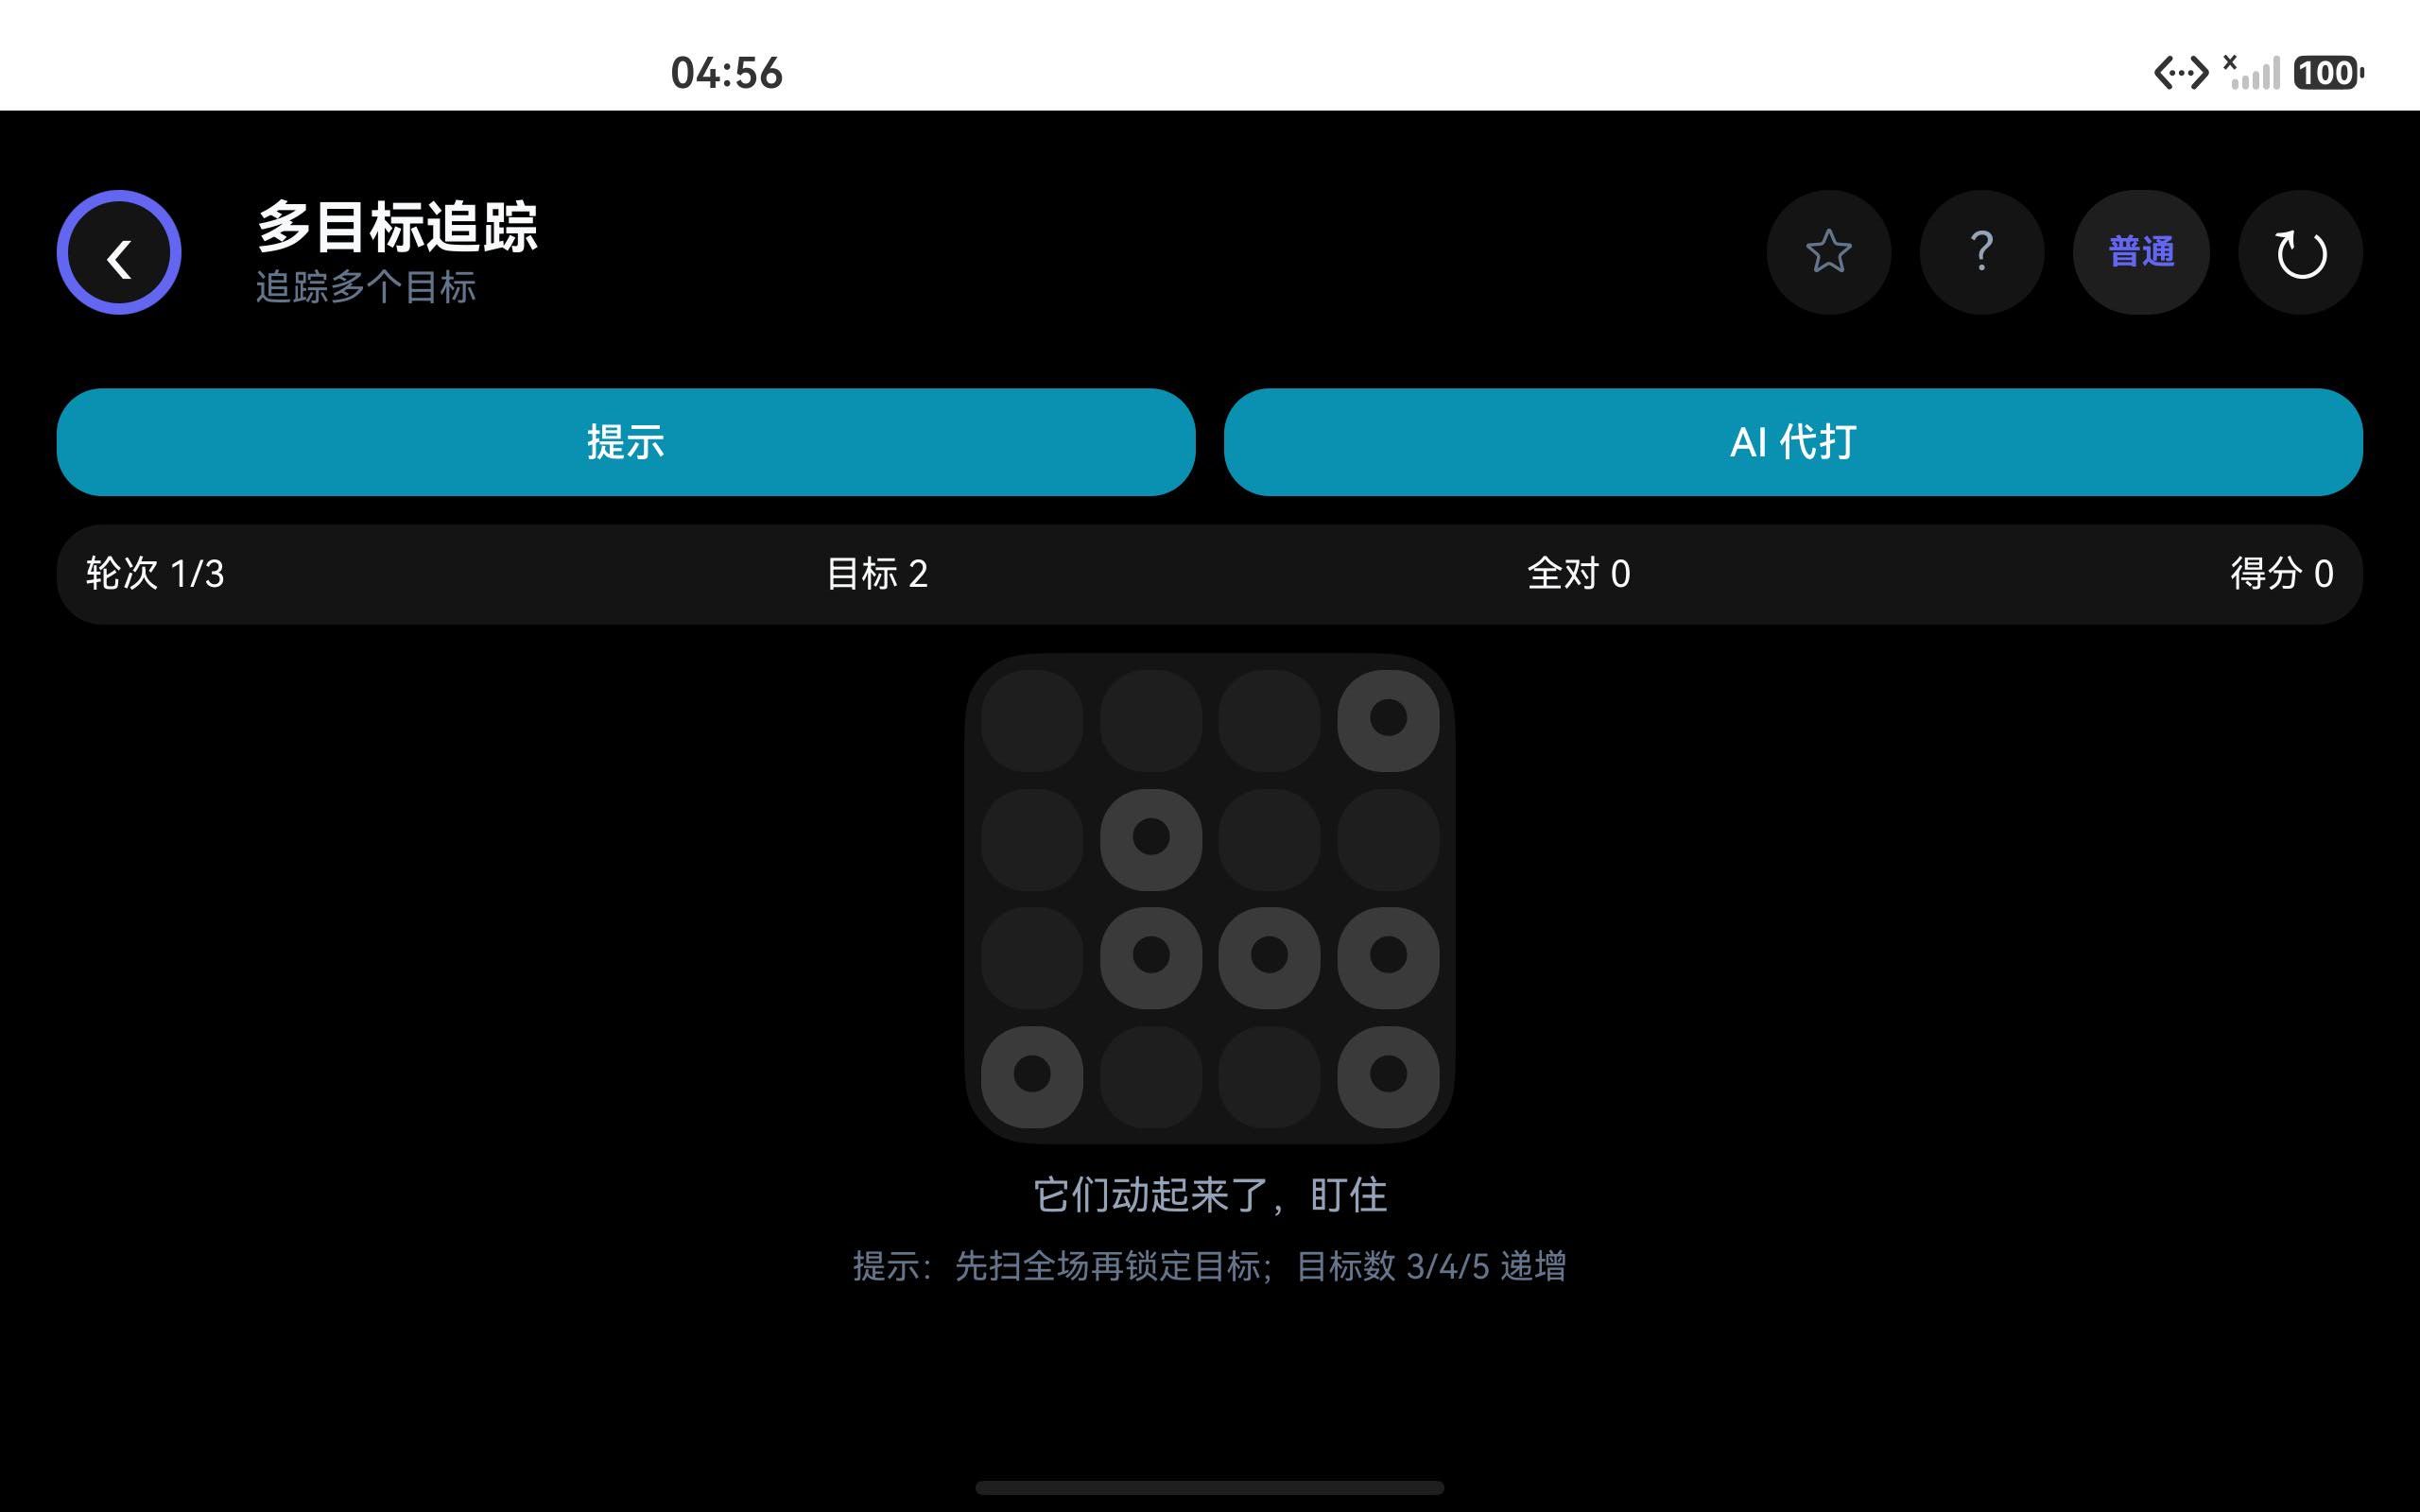 04:56
100
多目标追踪
追踪多个目标
?
普通
提示
AI 代打
轮次 1/3
目标 2
全对 0
得分 0
它们动起来了，盯住
提示：先扫全场再锁定目标；目标数 3/4/5 递增